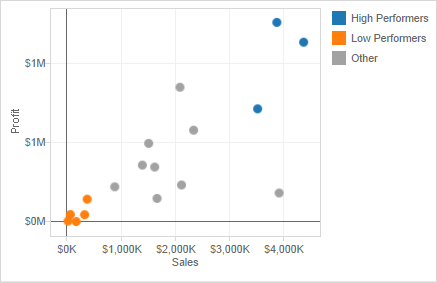 High Performers
Low Performers
Other
Profit
$1M
$1M
$0M
$0K $1,000K $2,000K $3,000K $4,000K
Sales